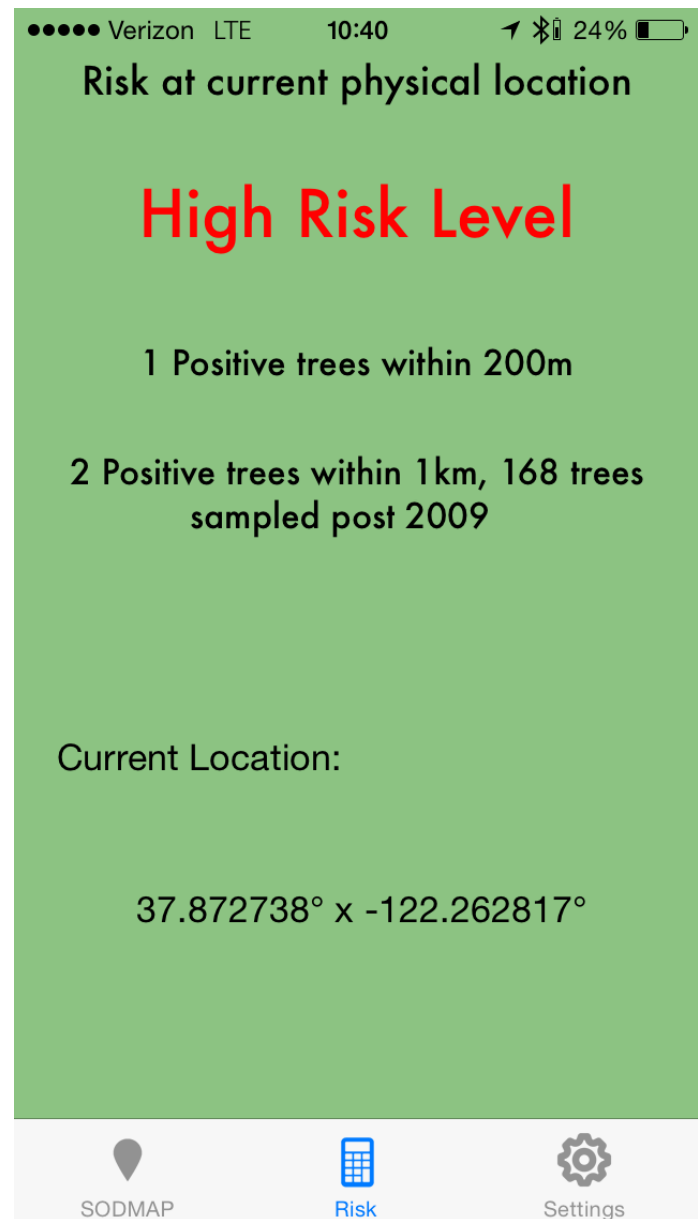 Verizon LTE 10:40 24%
Risk at current physical location
High Risk Level
1 Positive trees within 200m
2 Positive trees within 1km, 168 trees
sampled post 2009
Current Location:
37.872738° x -122.262817°
SODMAP Risk Settings